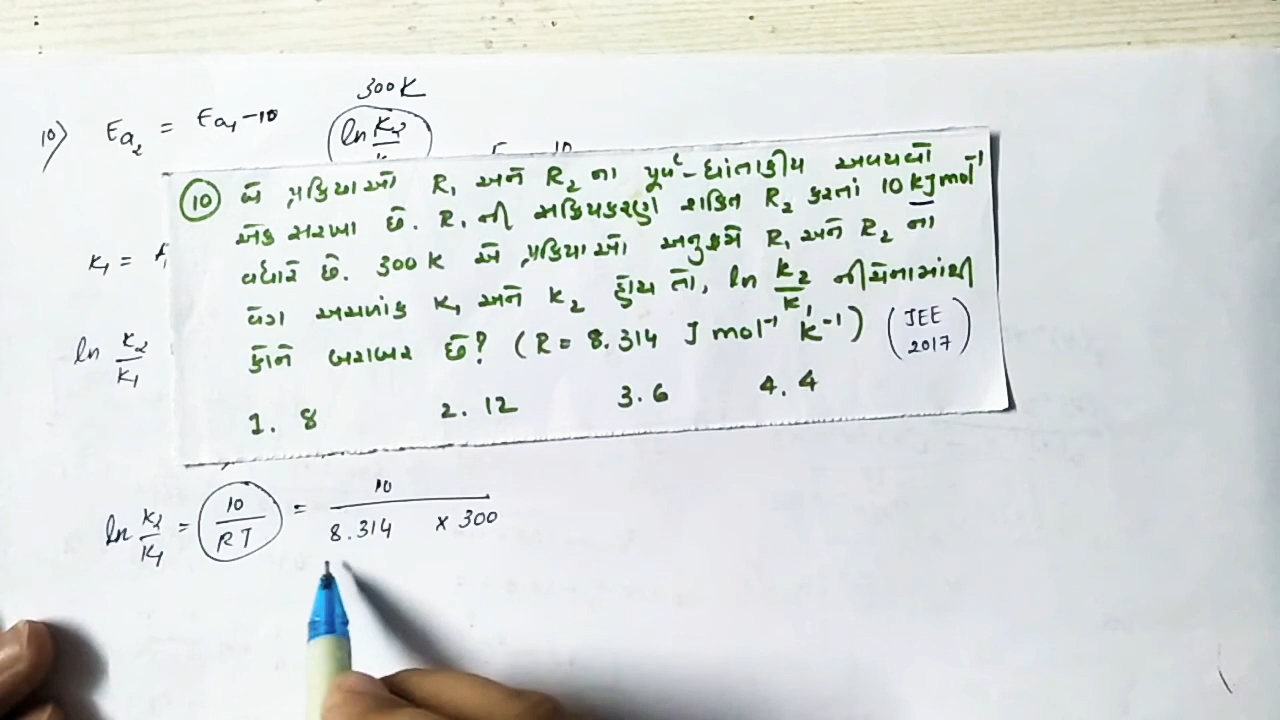 300K
10) Ea₂ = Ea₁-10
ln K₂
10
(10) બે પ્રક્રિયાઓ R₁ અને R₂ ના પૂર્વ-ઘાતાંકીય અવયવો
એક સરખા છે. R₁ ની સક્રિયકરણ શક્તિ R₂ કરતાં 10 kJ mol⁻¹
વધારે છે. 300 K એ પ્રક્રિયાઓ અનુક્રમે R₁ અને R₂ ના
વેગ અચળાંક K₁ અને K₂ હોય તો, ln K₂/K₁ નીચેનામાંથી
કોને બરાબર છે? (R = 8.314 J mol⁻¹ K⁻¹) (JEE 2017)
1. 8 2. 12 3. 6 4. 4
K₁ =
ln K₂/K₁
ln K₂/K₁ = 10/RT = 10/8.314 × 300